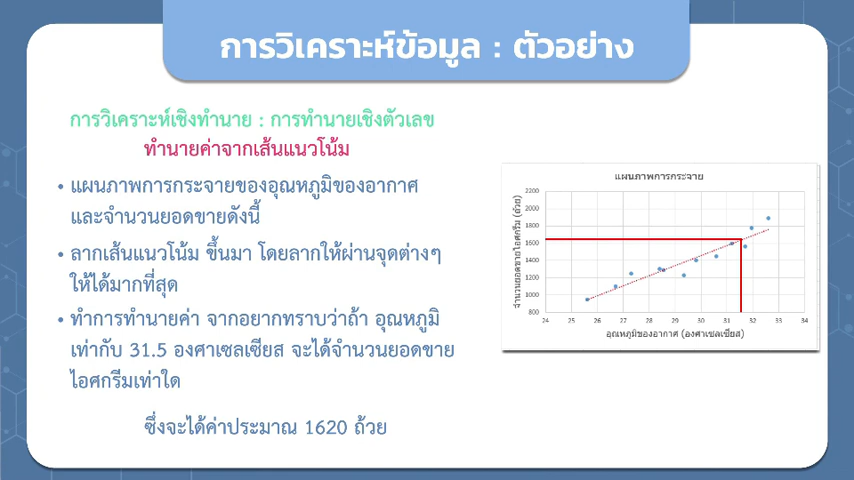 การวิเคราะห์ข้อมูล : ตัวอย่าง
การวิเคราะห์เชิงทำนาย : การทำนายเชิงตัวเลข
ทำนายค่าจากเส้นแนวโน้ม
• แผนภาพการกระจายของอุณหภูมิของอากาศ
และจำนวนยอดขายดังนี้
• ลากเส้นแนวโน้ม ขึ้นมา โดยลากให้ผ่านจุดต่างๆ
ให้ได้มากที่สุด
• ทำการทำนายค่า จากอยากทราบว่าถ้า อุณหภูมิ
เท่ากับ 31.5 องศาเซลเซียส จะได้จำนวนยอดขาย
ไอศกรีมเท่าใด
ซึ่งจะได้ค่าประมาณ 1620 ถ้วย
แผนภาพการกระจาย
จำนวนยอดขายไอศกรีม (ถ้วย)
2200
2000
1800
1600
1400
1200
1000
800
24 25 26 27 28 29 30 31 32 33 34
อุณหภูมิของอากาศ (องศาเซลเซียส)